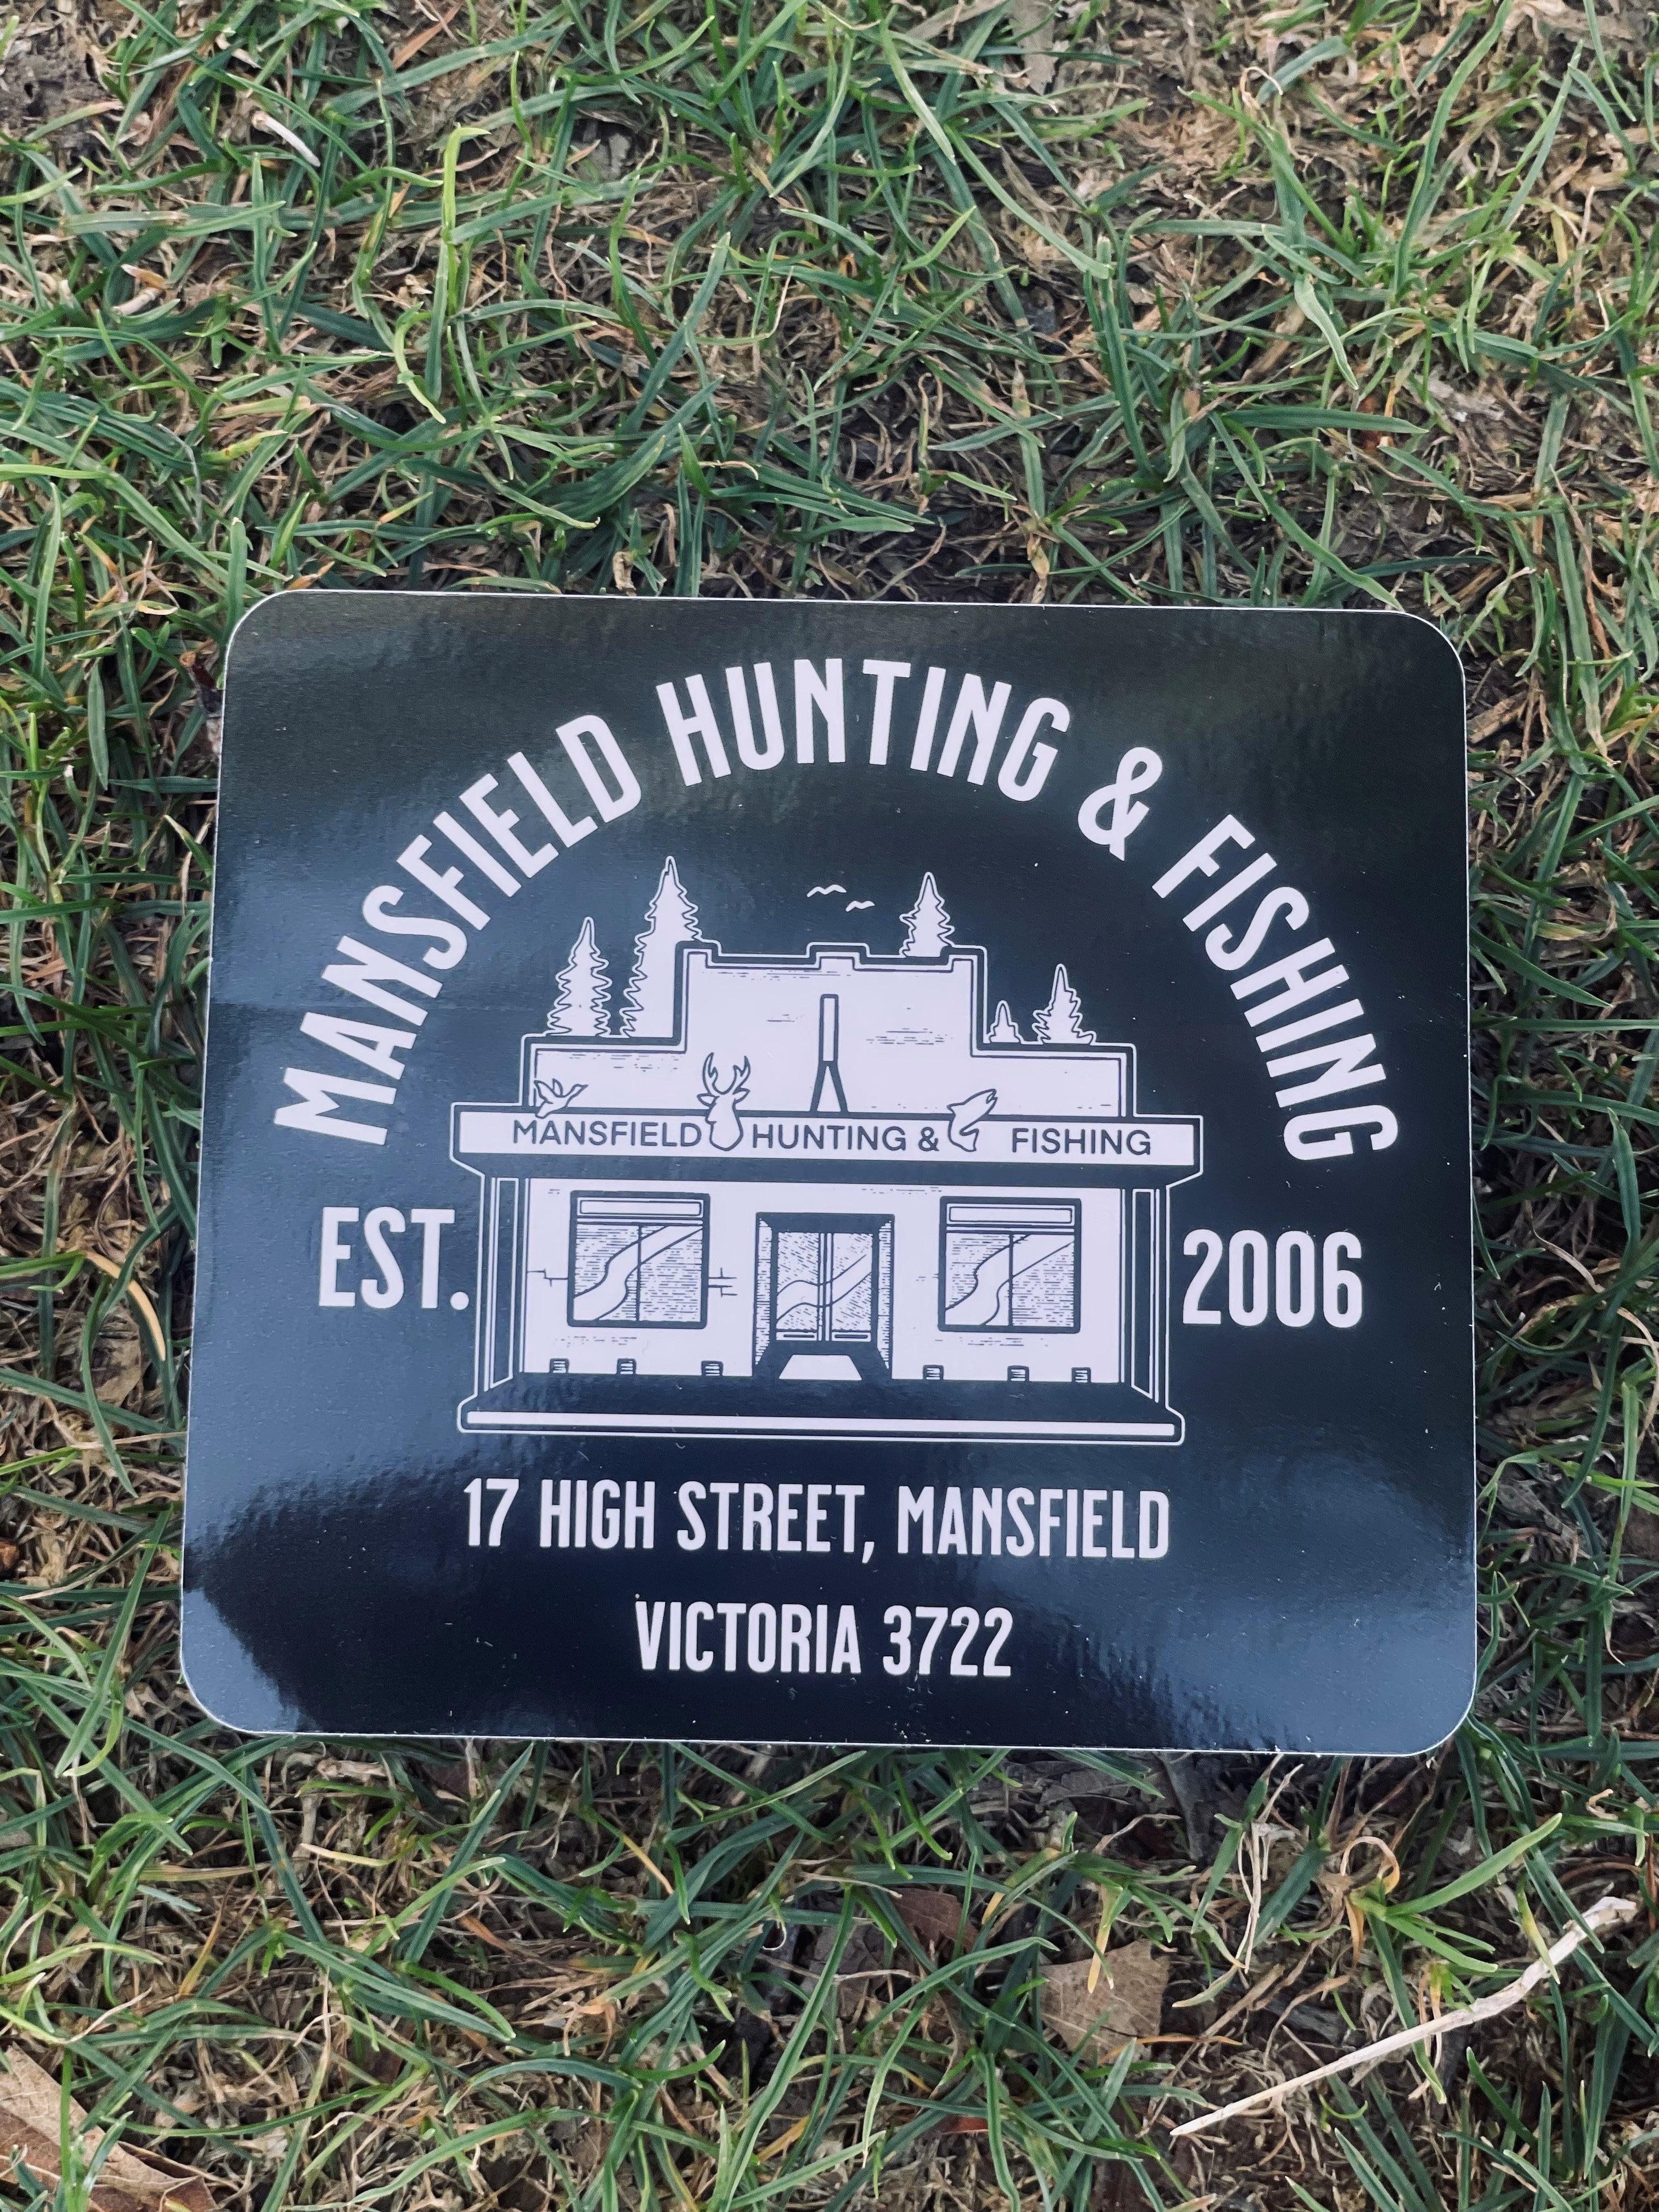 MANSFIELD HUNTING & FISHING
MANSFIELD HUNTING & FISHING
EST. 2006
17 HIGH STREET, MANSFIELD
VICTORIA 3722